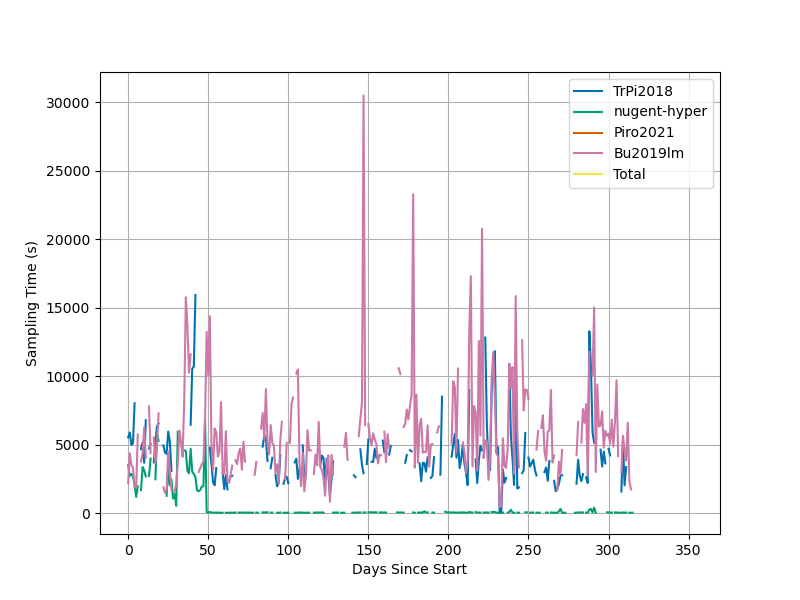 TrPi2018
nugent-hyper
Piro2021
Bu2019lm
Total
Sampling Time (s)
30000
25000
20000
15000
10000
5000
0
0 50 100 150 200 250 300 350
Days Since Start